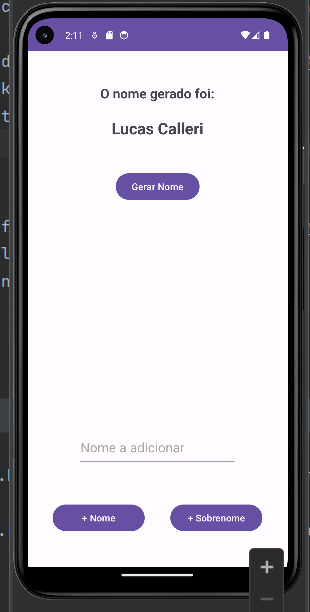 2:11
O nome gerado foi:
Lucas Calleri
Gerar Nome
Nome a adicionar
+ Nome
+ Sobrenome